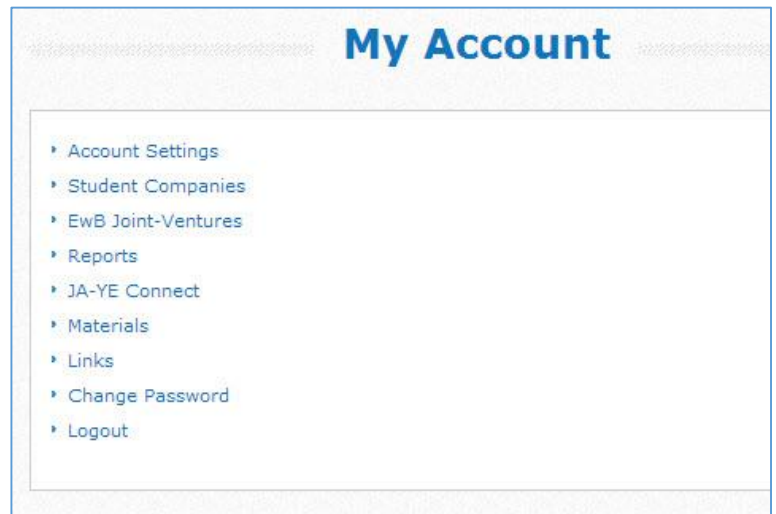 My Account
Account Settings
Student Companies
EwB Joint-Ventures
Reports
JA-YE Connect
Materials
Links
Change Password
Logout